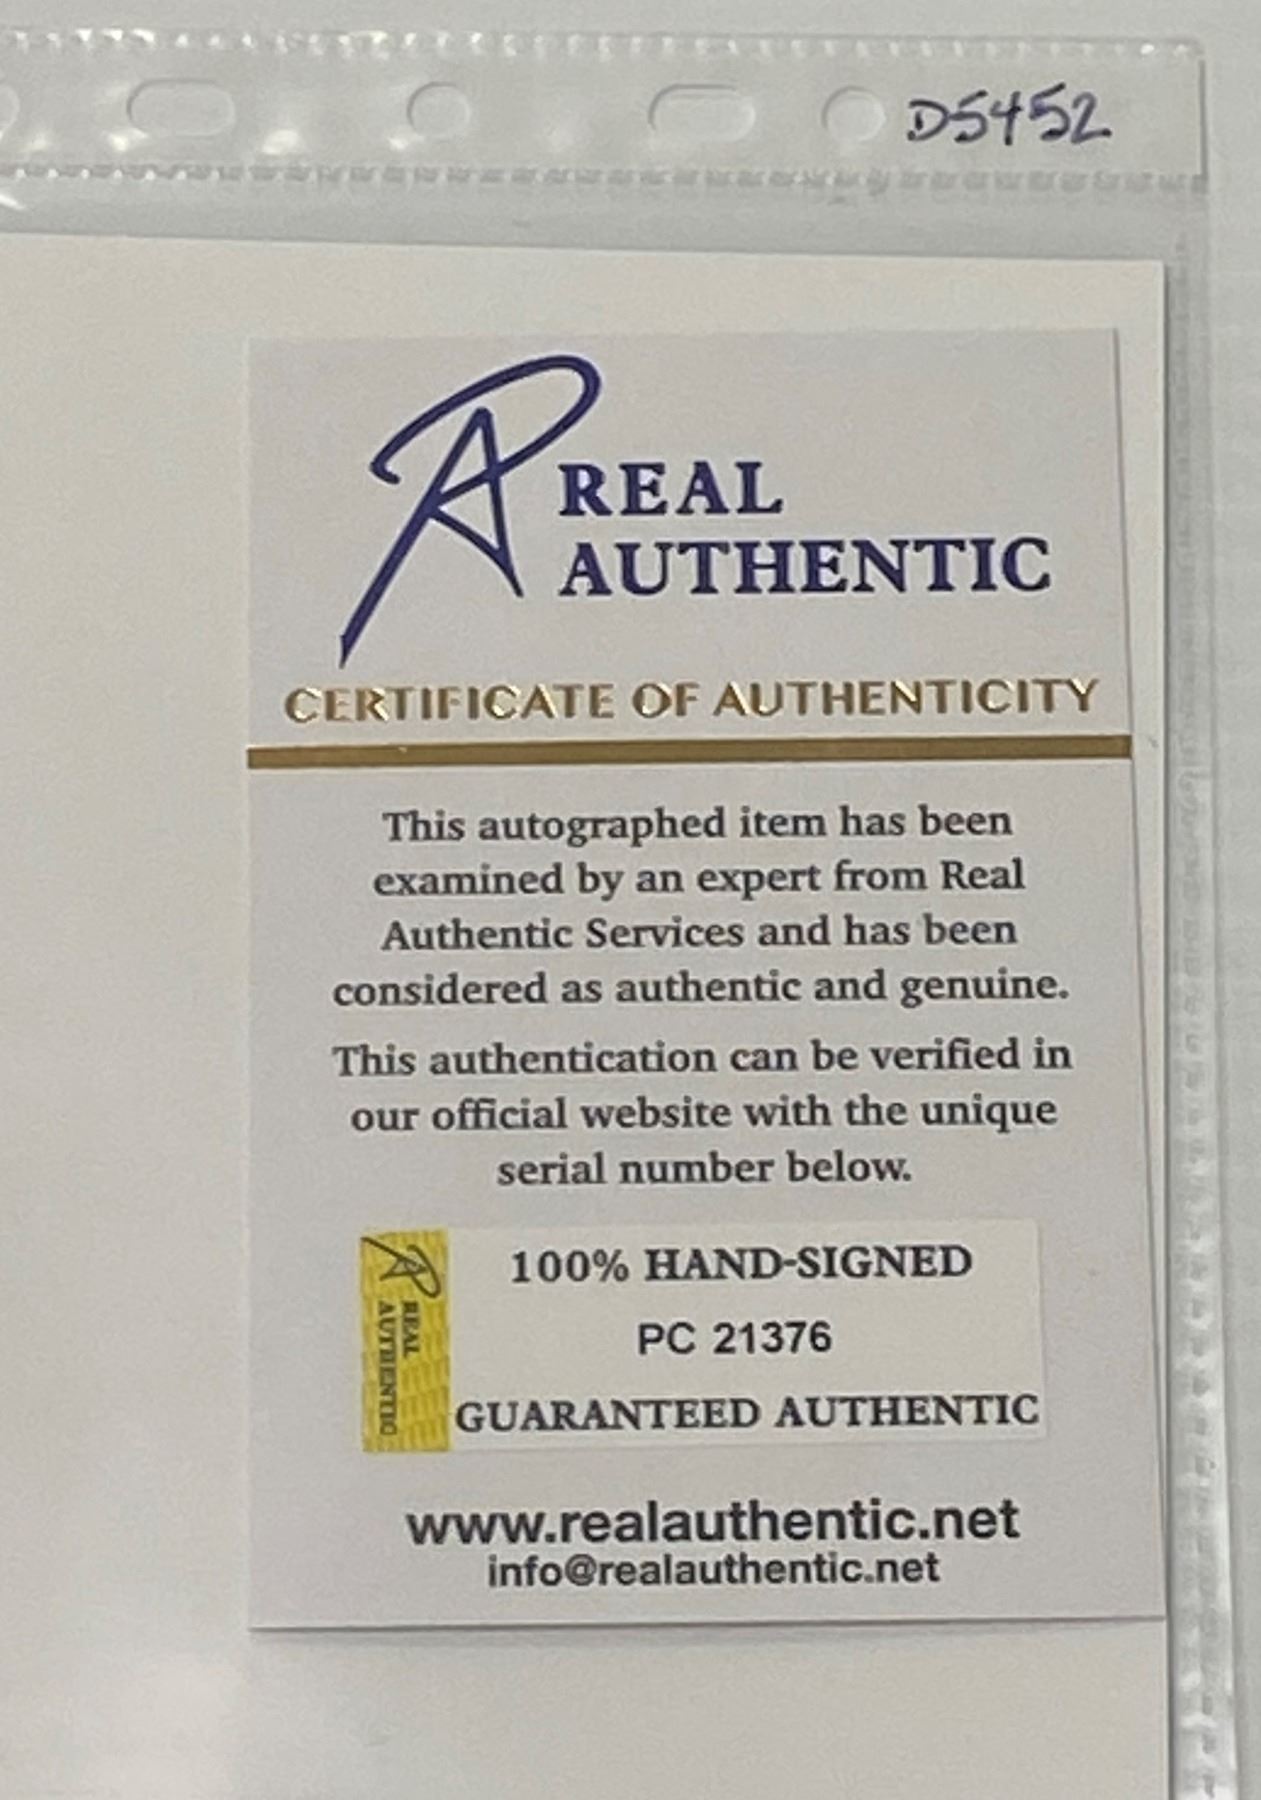 D5452
REAL
AUTHENTIC
CERTIFICATE OF AUTHENTICITY
This autographed item has been
examined by an expert from Real
Authentic Services and has been
considered as authentic and genuine.
This authentication can be verified in
our official website with the unique
serial number below.
REAL
AUTHENTIC
100% HAND-SIGNED
PC 21376
GUARANTEED AUTHENTIC
www.realauthentic.net
info@realauthentic.net